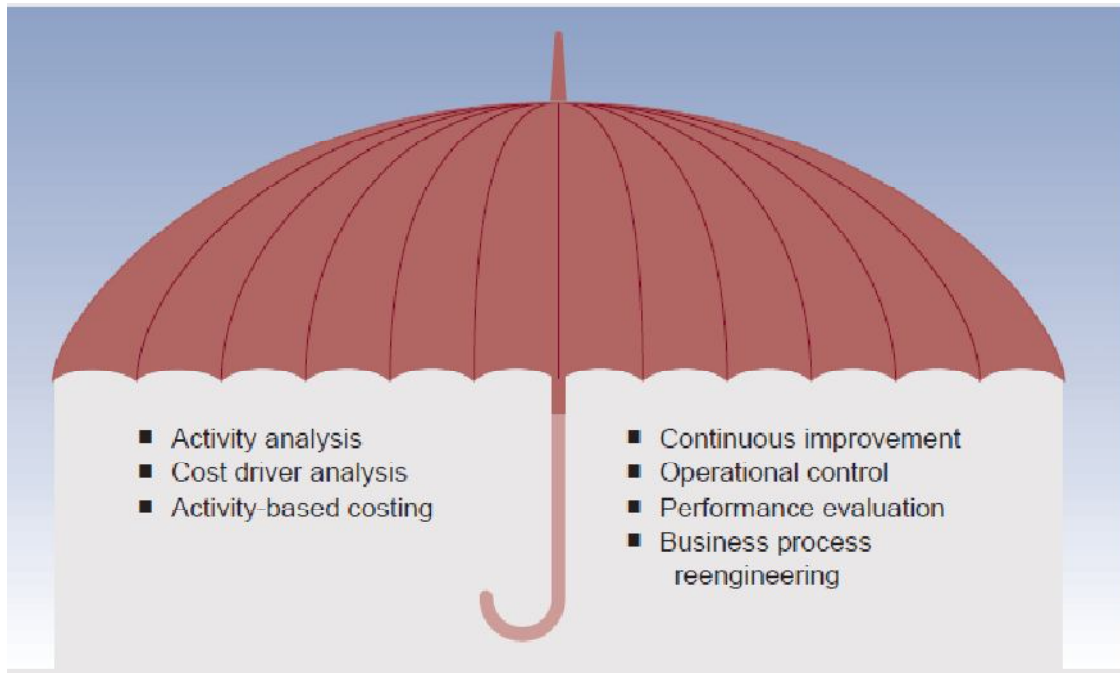 ■ Activity analysis
■ Cost driver analysis
■ Activity-based costing
■ Continuous improvement
■ Operational control
■ Performance evaluation
■ Business process
reengineering